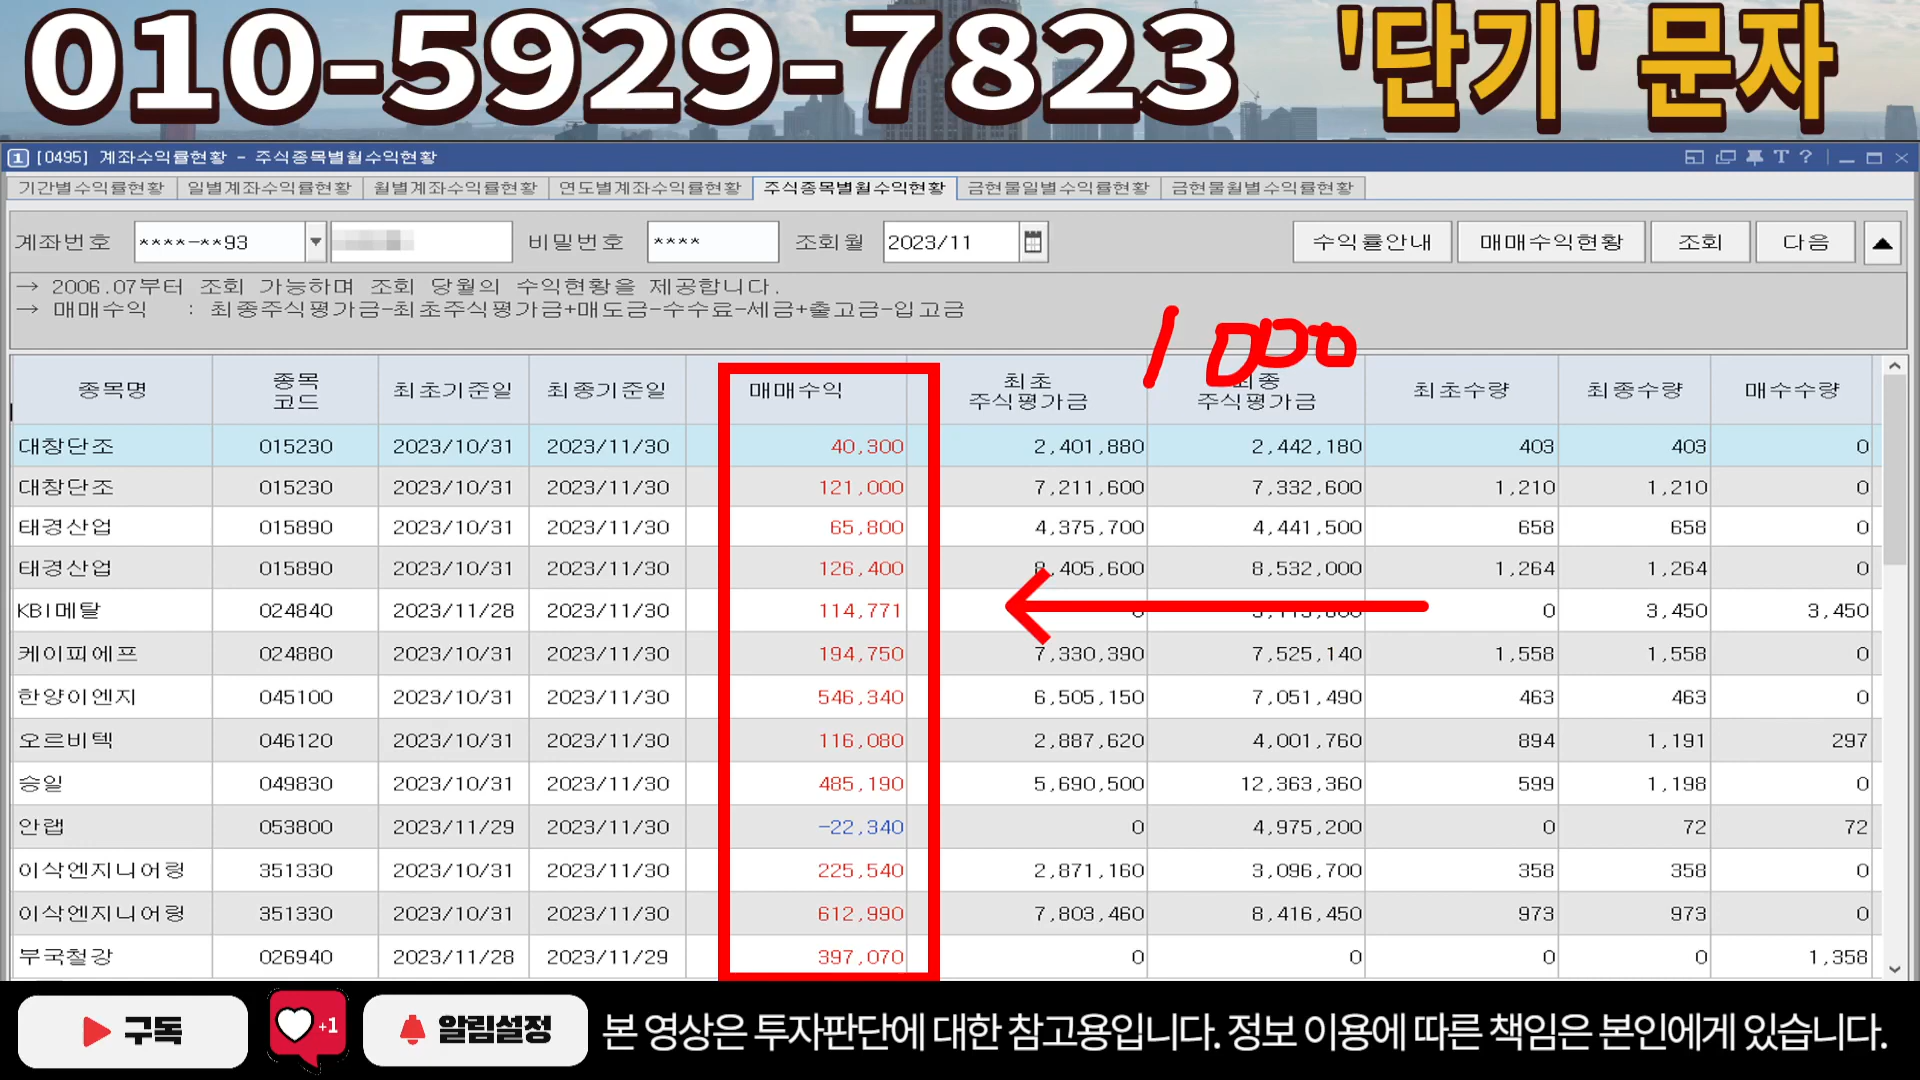 010-5929-7823 '단기' 문자
1 [0495] 계좌수익률현황 - 주식종목별월수익현황
기간별수익률현황 일별계좌수익률현황 월별계좌수익률현황 연도별계좌수익률현황 주식종목별월수익현황 금현물일별수익률현황 금현물월별수익률현황
계좌번호 ****-**93 비밀번호 **** 조회월 2023/11 수익률안내 매매수익현황 조회 다음
→ 2006.07부터 조회 가능하며 조회 당월의 수익현황을 제공합니다.
→ 매매수익 : 최종주식평가금-최초주식평가금+매도금-수수료-세금+출고금-입고금
1000
종목명 종목코드 최초기준일 최종기준일 매매수익 최초주식평가금 최종주식평가금 최초수량 최종수량 매수수량
대창단조 015230 2023/10/31 2023/11/30 40,300 2,401,880 2,442,180 403 403 0
대창단조 015230 2023/10/31 2023/11/30 121,000 7,211,600 7,332,600 1,210 1,210 0
태경산업 015890 2023/10/31 2023/11/30 65,800 4,375,700 4,441,500 658 658 0
태경산업 015890 2023/10/31 2023/11/30 126,400 8,405,600 8,532,000 1,264 1,264 0
KBI메탈 024840 2023/11/28 2023/11/30 114,771 0 0 3,450 3,450
케이피에프 024880 2023/10/31 2023/11/30 194,750 7,330,390 7,525,140 1,558 1,558 0
한양이엔지 045100 2023/10/31 2023/11/30 546,340 6,505,150 7,051,490 463 463 0
오르비텍 046120 2023/10/31 2023/11/30 116,080 2,887,620 4,001,760 894 1,191 297
승일 049830 2023/10/31 2023/11/30 485,190 5,690,500 12,363,360 599 1,198 0
안랩 053800 2023/11/29 2023/11/30 -22,340 0 4,975,200 0 72 72
이삭엔지니어링 351330 2023/10/31 2023/11/30 225,540 2,871,160 3,096,700 358 358 0
이삭엔지니어링 351330 2023/10/31 2023/11/30 612,990 7,803,460 8,416,450 973 973 0
부국철강 026940 2023/11/28 2023/11/29 397,070 0 0 0 0 1,358
구독 +1 알림설정 본 영상은 투자판단에 대한 참고용입니다. 정보 이용에 따른 책임은 본인에게 있습니다.